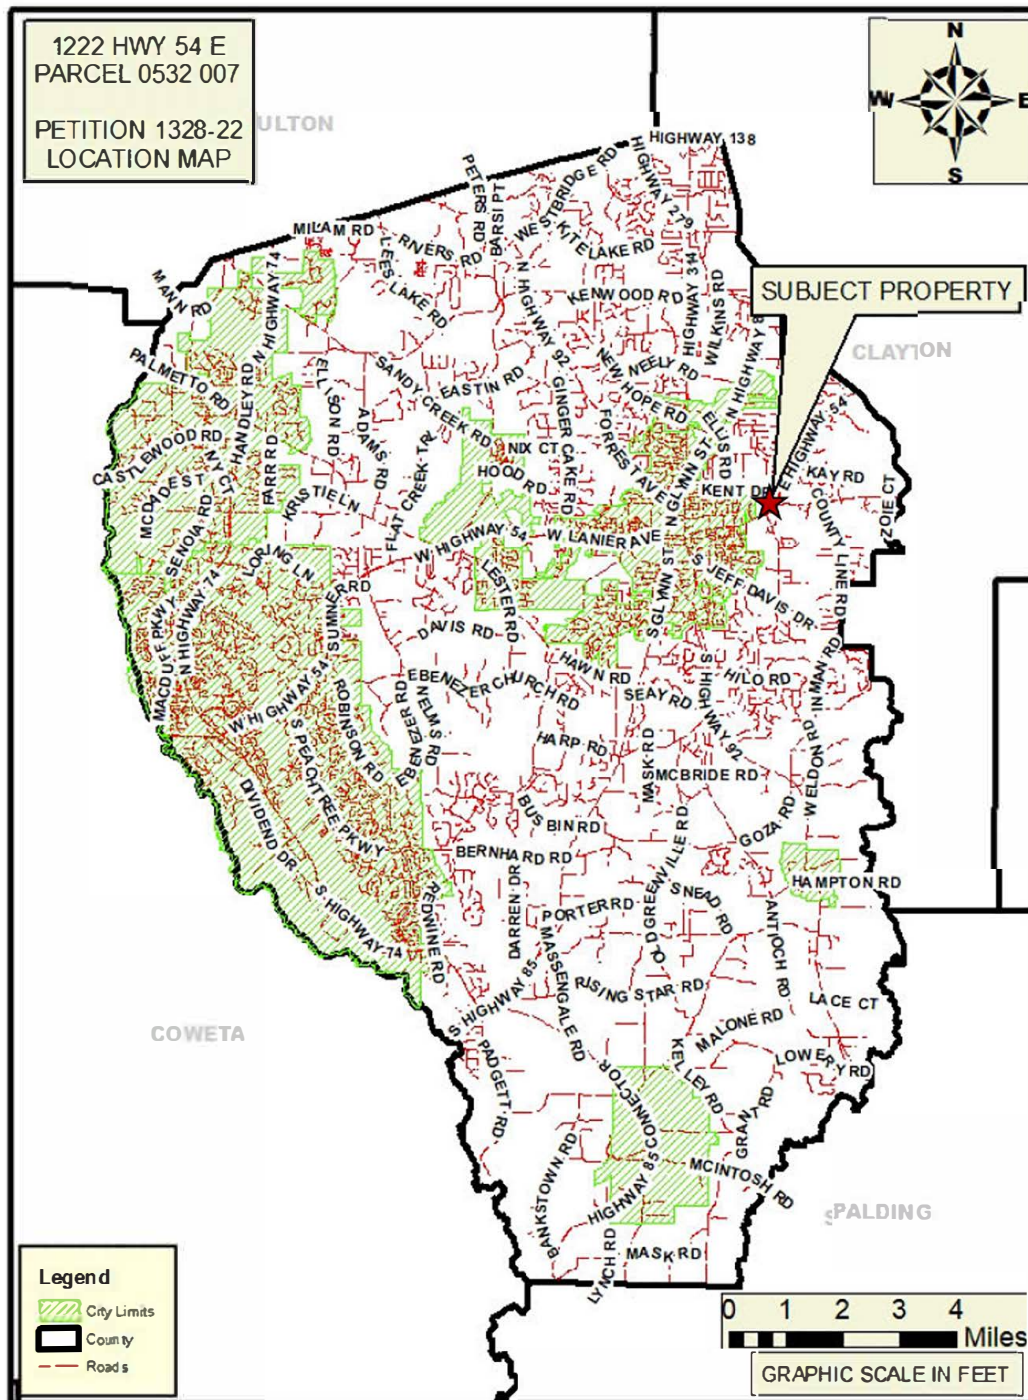 1222 HWY 54 E
PARCEL 0532 007
PETITION 1328-22
LOCATION MAP
ULTON
N
W
E
S
HIGHWAY 138
PETERS RD
BARSI PT
WESTBRIDGE RD
HIGHWAY 279
MILAM RD
RIVERS RD
KITE LAKE RD
LEES LAKE RD
N HIGHWAY 74
N HIGHWAY 92
KENWOOD RD
HIGHWAY 314
WILKINS RD
MANN RD
SUBJECT PROPERTY
CLAYTON
PALMETTO RD
ELLISON RD
SANDY CREEK RD
EASTIN RD
NEELY RD
NEW HOPE RD
N HIGHWAY 8
HANDLEY RD
ADAMS RD
GINGER CAKE RD
FORREST AVE
ELLIS RD
E HIGHWAY 54
CASTLEWOOD RD
NY CT
FARR RD
FLAT CREEK TRL
NIX CT
HOOD RD
N GLYNN ST
KENT DR
KAY RD
ZOIE CT
MCDADE ST
KRISTIE LN
COUNTY LINE RD
SENOIA RD
LORING LN
W HIGHWAY 54
W LANIER AVE
S JEFF DAVIS DR
MACDUFF PKWY
N HIGHWAY 74
SUMNER RD
LESTER RD
S GLYNN ST
DAVIS RD
HAWN RD
HILO RD
INMAN RD
EBENEZER CHURCH RD
SEAY RD
S HIGHWAY 92
W HIGHWAY 54
ROBINSON RD
EBENEZER RD
NELMS RD
HARP RD
MASK RD
MCBRIDE RD
WELDON RD
S PEACHTREE PKWY
DIVIDEND DR
BUSBIN RD
GOZA RD
BERNHARD RD
OLD GREENVILLE RD
HAMPTON RD
SNEAD RD
REDWINE RD
DARREN DR
PORTER RD
ANTIOCH RD
S HIGHWAY 74
MASSENGALE RD
RISING STAR RD
LACE CT
S HIGHWAY 85
MALONE RD
COWETA
PADGETT RD
KELLEY RD
LOWERY RD
GRANT RD
HIGHWAY 85 CONNECTOR
BANKSTOWN RD
MCINTOSH RD
SPALDING
LYNCH RD
MASK RD
Legend
City Limits
County
Roads
0 1 2 3 4
Miles
GRAPHIC SCALE IN FEET